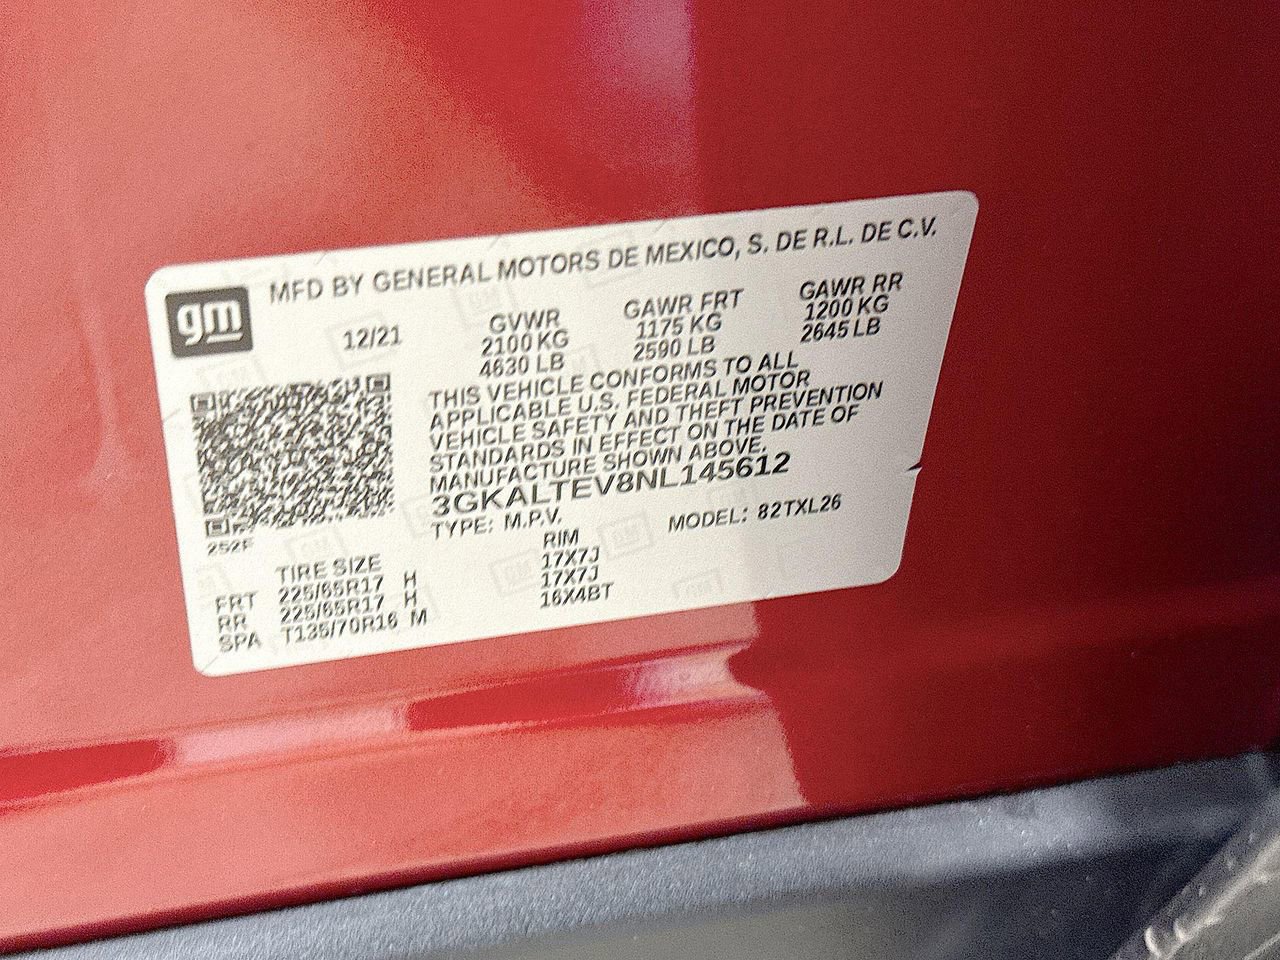 MFD BY GENERAL MOTORS DE MEXICO, S. DE R.L. DE C.V.
gm
12/21
GVWR GAWR FRT GAWR RR
2100 KG 1175 KG 1200 KG
4630 LB 2590 LB 2645 LB
THIS VEHICLE CONFORMS TO ALL
APPLICABLE U.S. FEDERAL MOTOR
VEHICLE SAFETY AND THEFT PREVENTION
STANDARDS IN EFFECT ON THE DATE OF
MANUFACTURE SHOWN ABOVE.
3GKALTEV8NL145612
TYPE: M.P.V. MODEL: 82TXL26
252F
TIRE SIZE RIM
FRT 225/65R17 H 17X7J
RR 225/65R17 H 17X7J
SPA T135/70R16 M 16X4BT